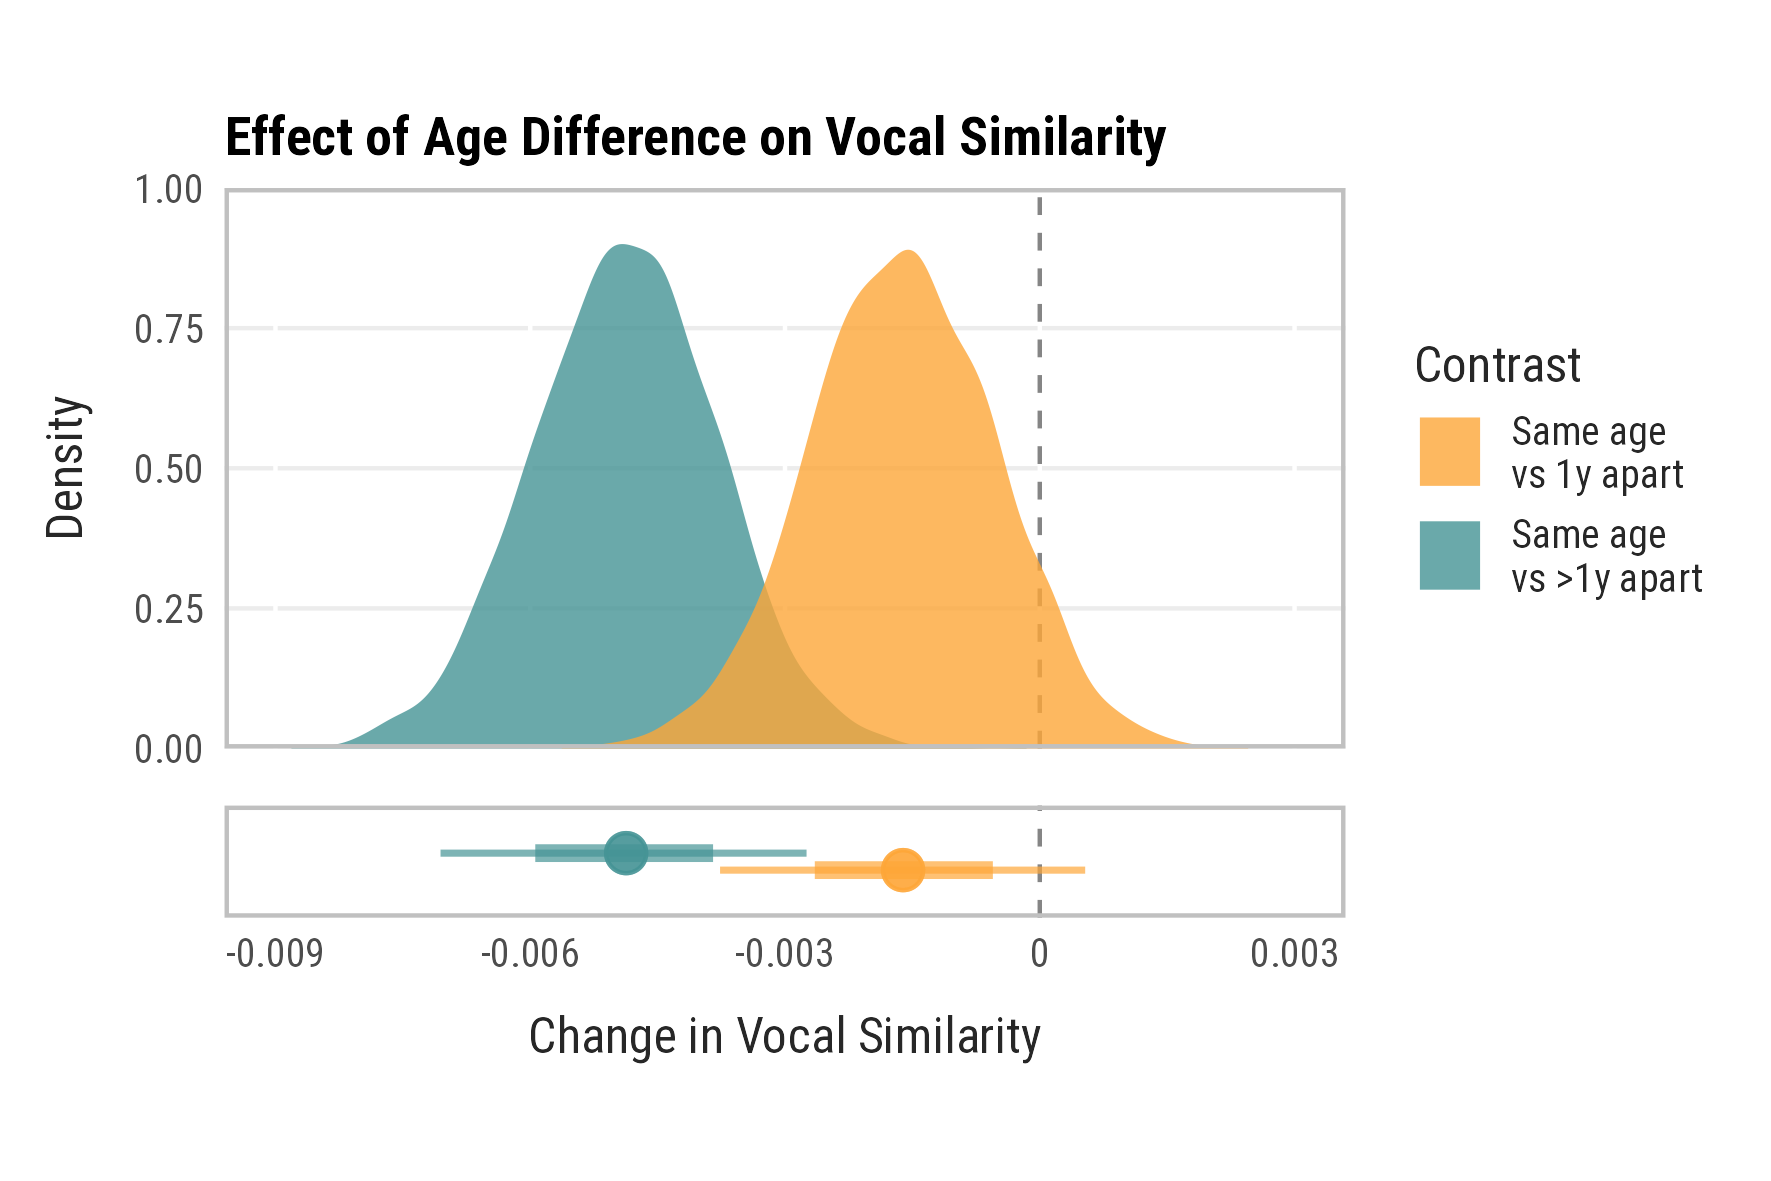 Effect of Age Difference on Vocal Similarity
1.00
0.75
0.50
0.25
0.00
Density
Contrast
Same age
vs 1y apart
Same age
vs >1y apart
-0.009
-0.006
-0.003
0
0.003
Change in Vocal Similarity